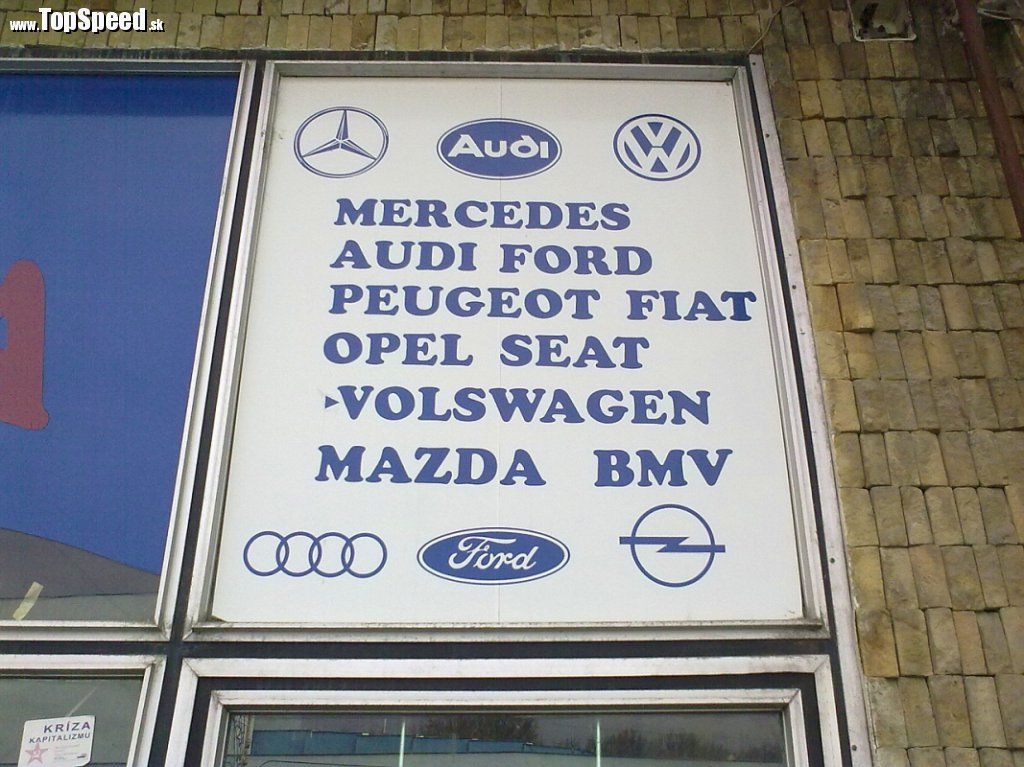 www.TopSpeed.sk
Audi
MERCEDES
AUDI FORD
PEUGEOT FIAT
OPEL SEAT
VOLSWAGEN
MAZDA BMV
Ford
KRÍZA
KAPITALIZMU